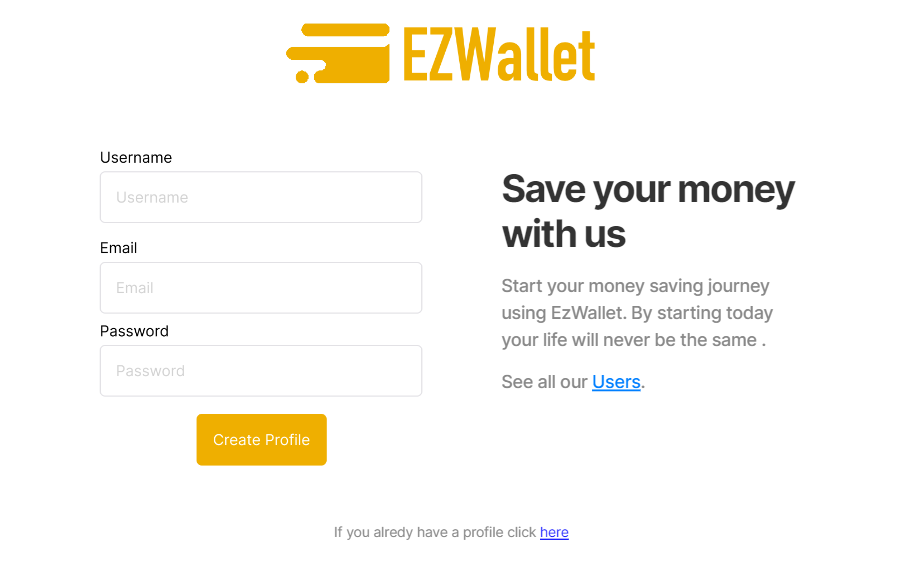 EZWallet
Username
Username
Email
Email
Password
Password
Create Profile
Save your money
with us
Start your money saving journey
using EzWallet. By starting today
your life will never be the same .
See all our Users.
If you alredy have a profile click here